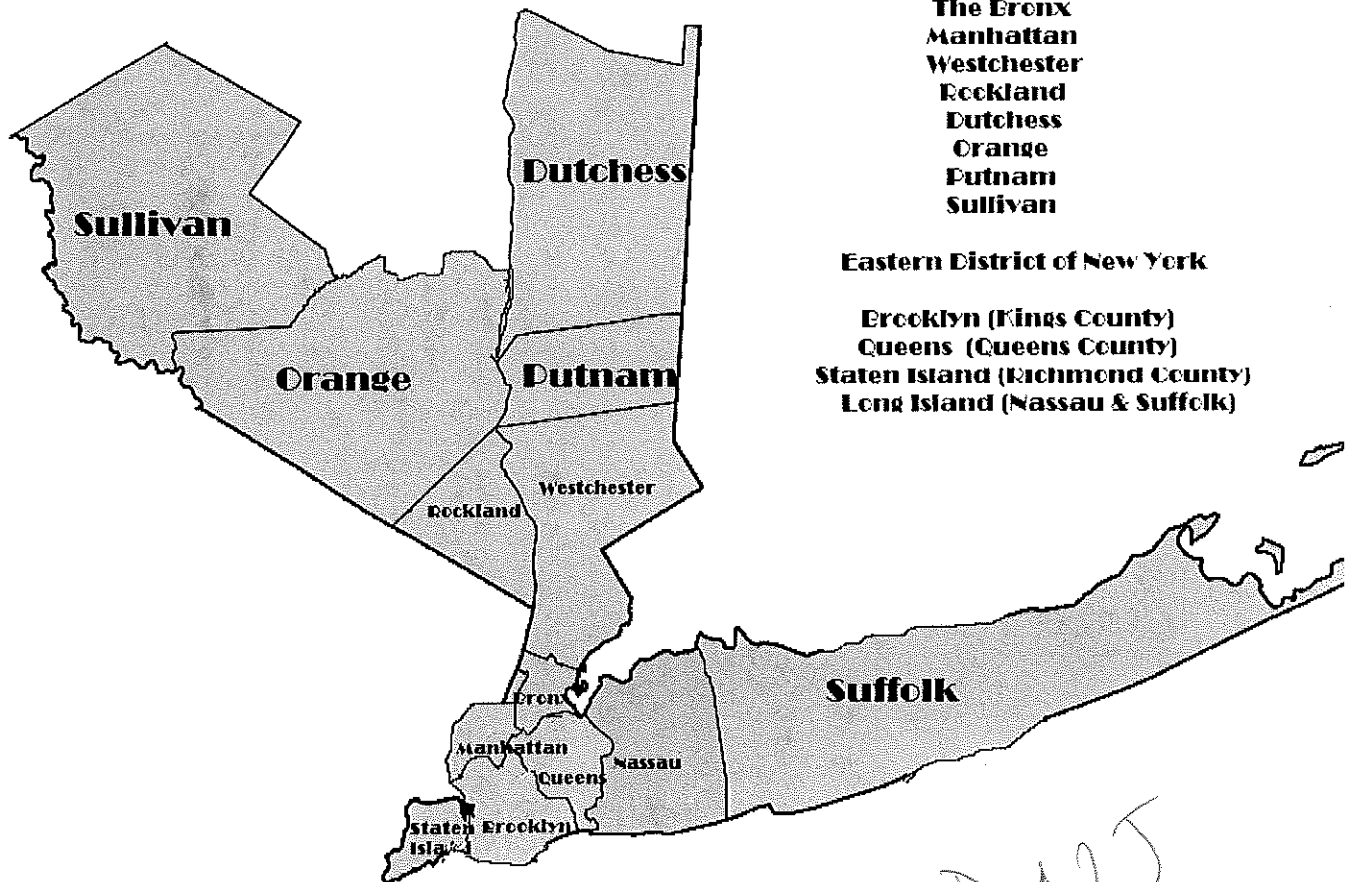 The Bronx
Manhattan
Westchester
Rockland
Dutchess
Orange
Putnam
Sullivan
Eastern District of New York
Brooklyn (Kings County)
Queens (Queens County)
Staten Island (Richmond County)
Long Island (Nassau & Suffolk)
Dutchess
Sullivan
Orange
Putnam
Westchester
Rockland
Bronx
Suffolk
Manhattan
Nassau
Queens
Staten
Island
Brooklyn